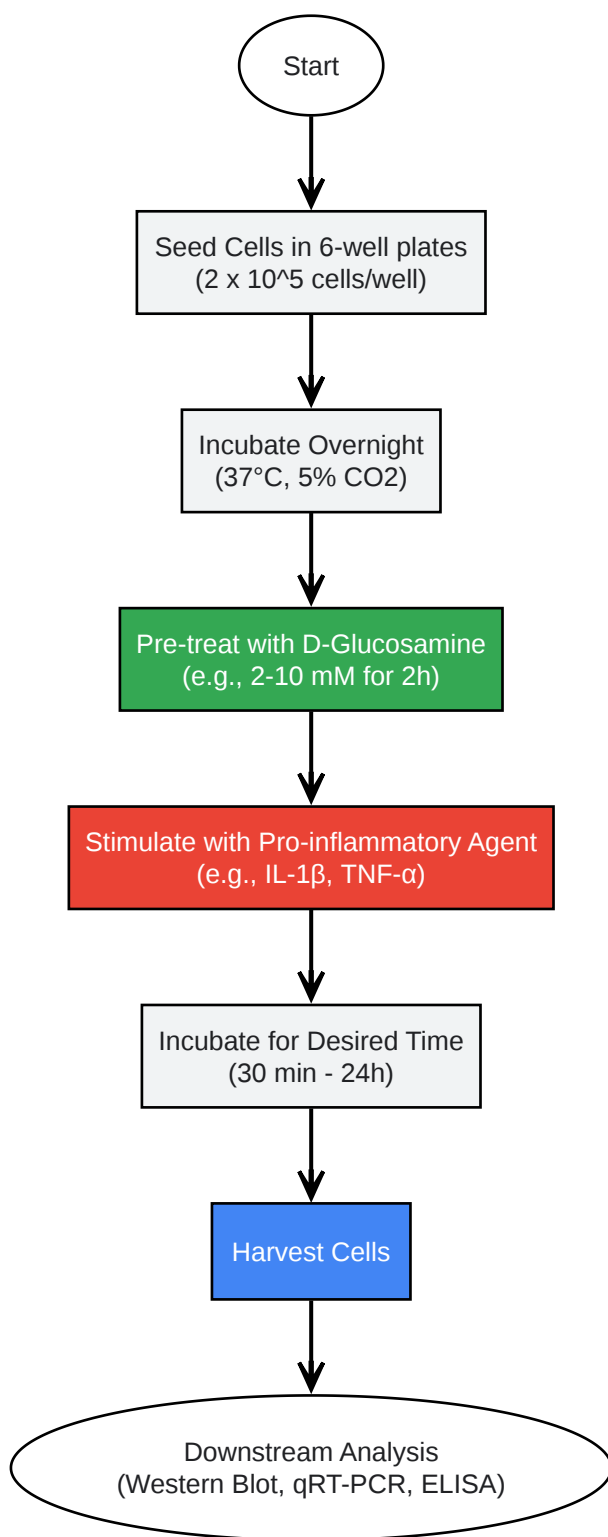 Start
Seed Cells in 6-well plates
(2 x 10^5 cells/well)
Incubate Overnight
(37°C, 5% CO2)
Pre-treat with D-Glucosamine
(e.g., 2-10 mM for 2h)
Stimulate with Pro-inflammatory Agent
(e.g., IL-1β, TNF-α)
Incubate for Desired Time
(30 min - 24h)
Harvest Cells
Downstream Analysis
(Western Blot, qRT-PCR, ELISA)